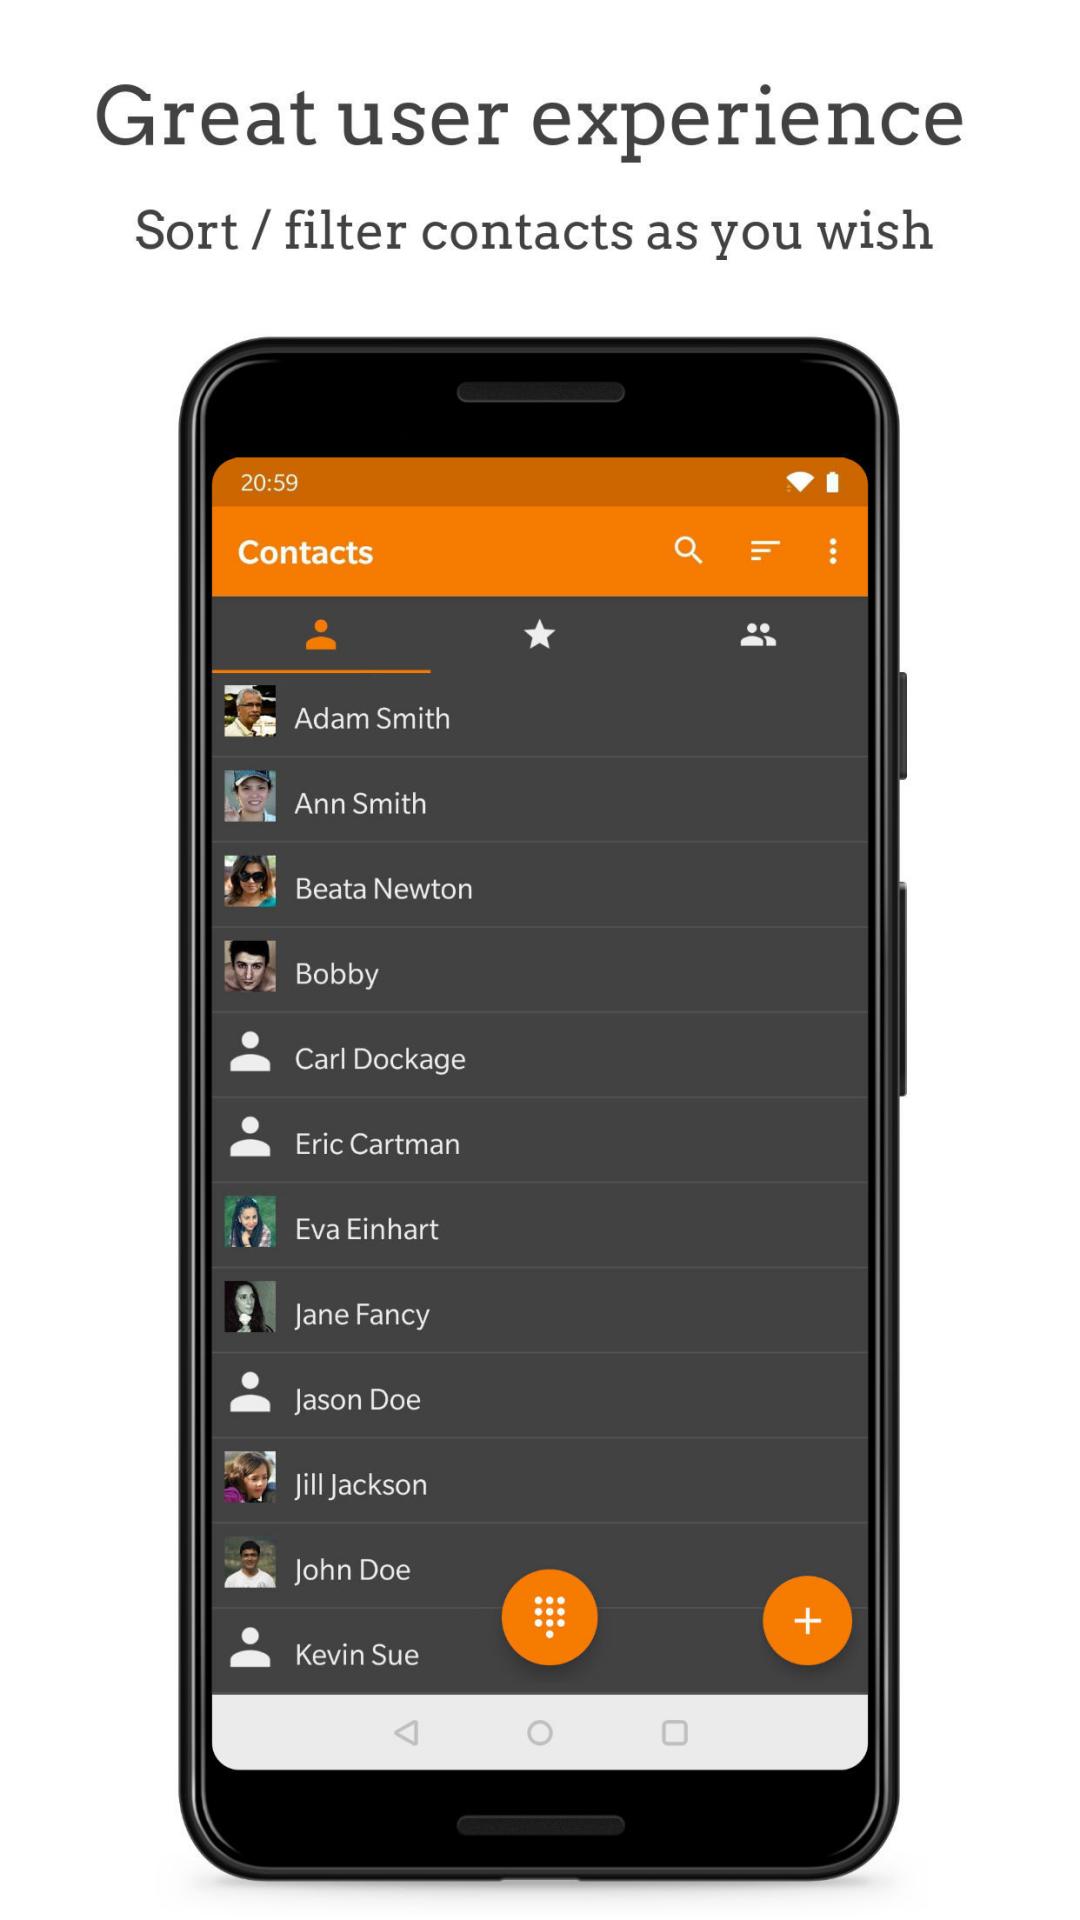 Great user experience
Sort / filter contacts as you wish
20:59
Contacts
Adam Smith
Ann Smith
Beata Newton
Bobby
Carl Dockage
Eric Cartman
Eva Einhart
Jane Fancy
Jason Doe
Jill Jackson
John Doe
Kevin Sue